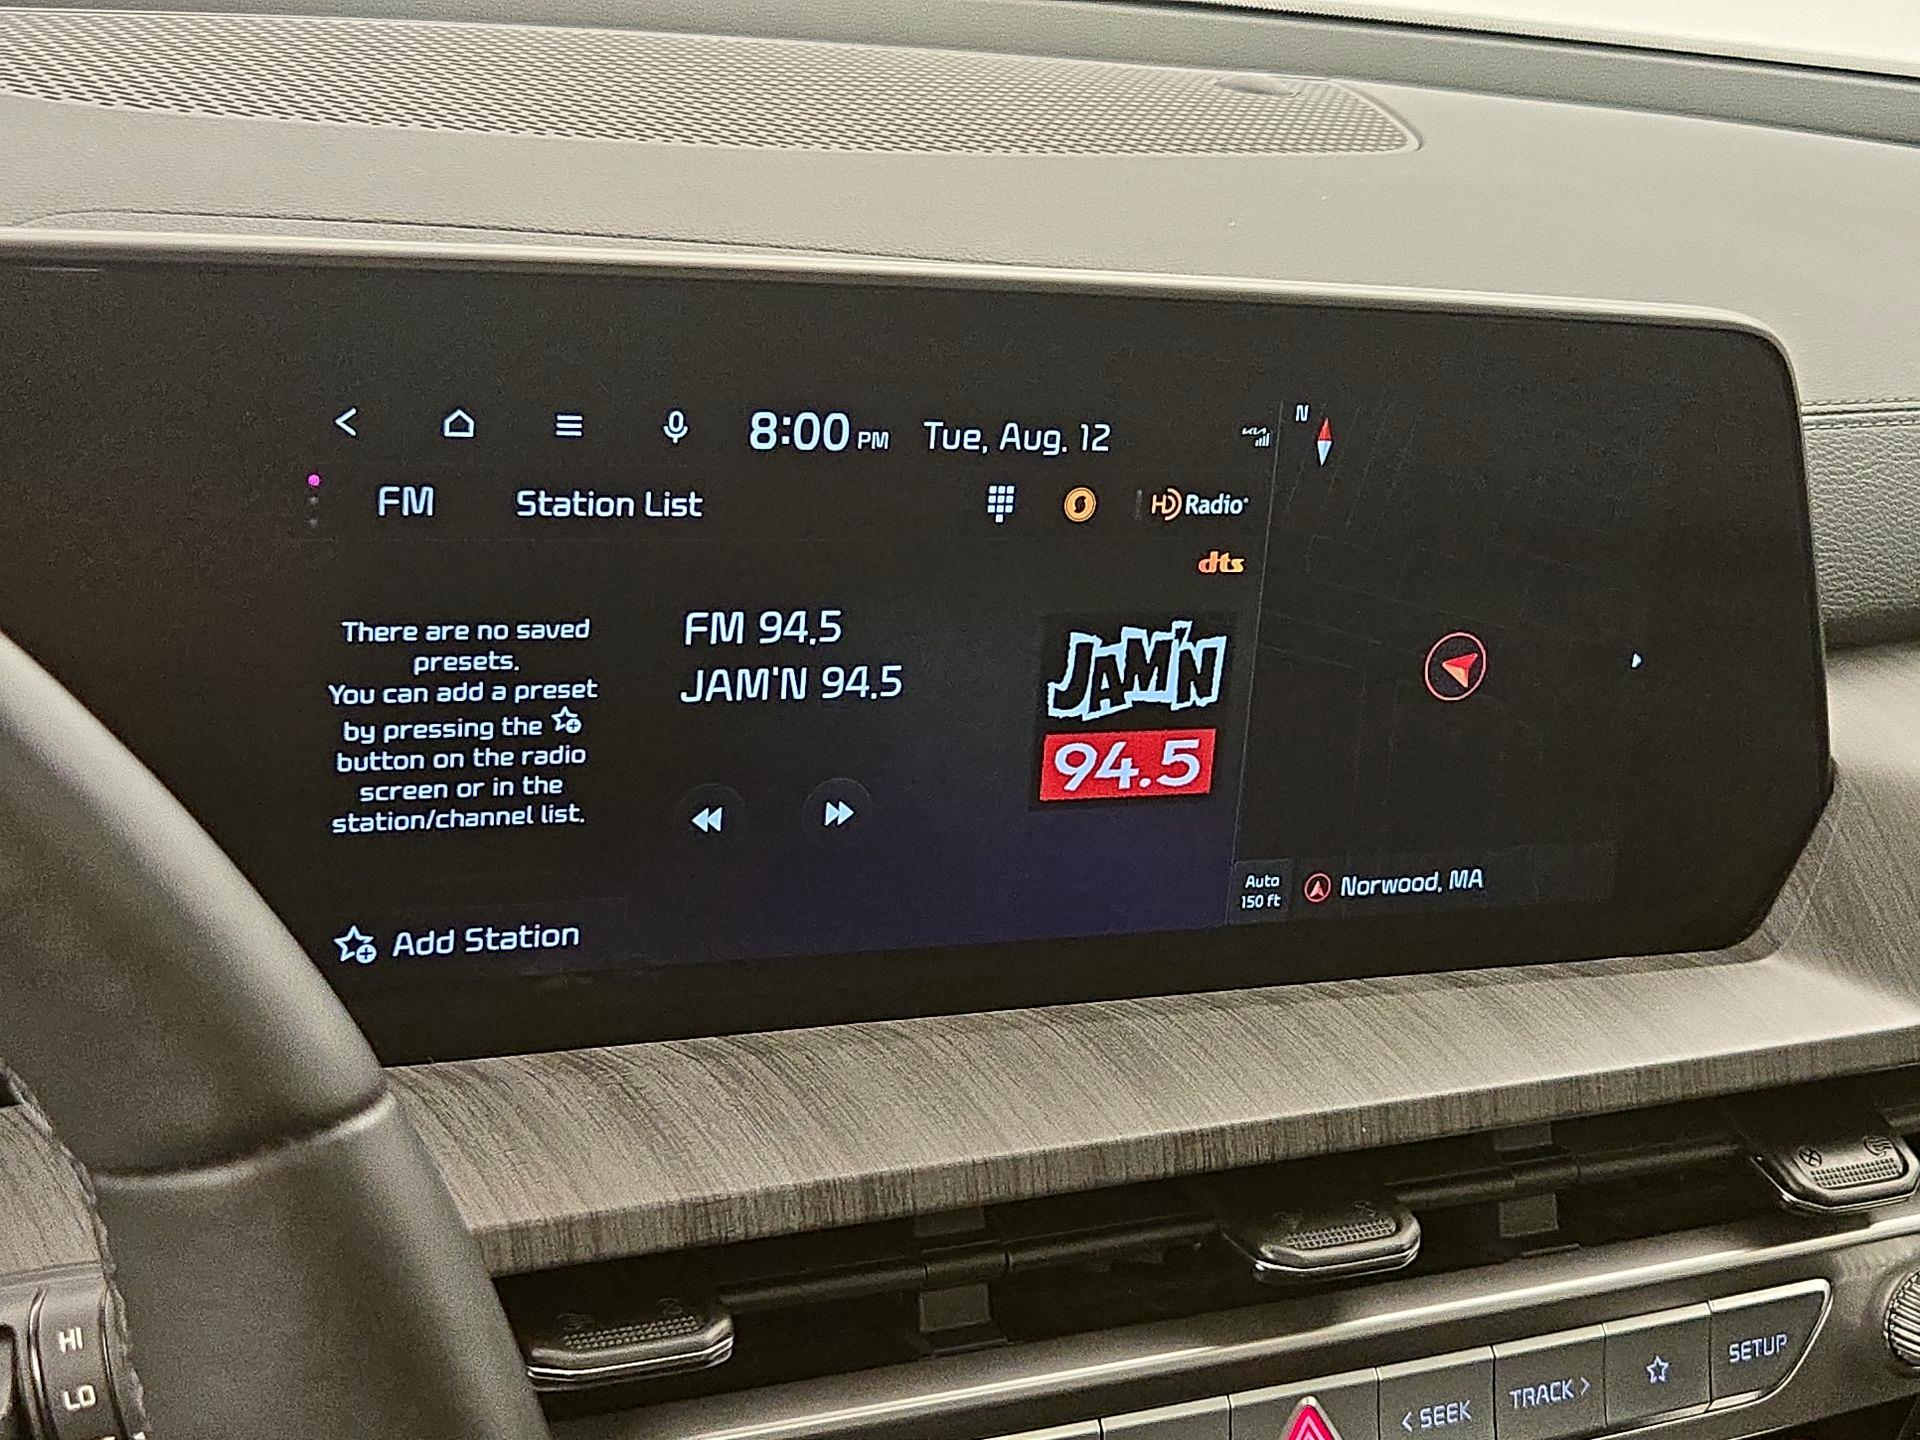 8:00 PM Tue, Aug. 12
N
FM Station List
HD Radio
dts
There are no saved
presets.
You can add a preset
by pressing the
button on the radio
screen or in the
station/channel list.
FM 94.5
JAM'N 94.5
JAM'N
94.5
Auto
150 ft
Norwood, MA
Add Station
HI
LO
< SEEK
TRACK >
SETUP